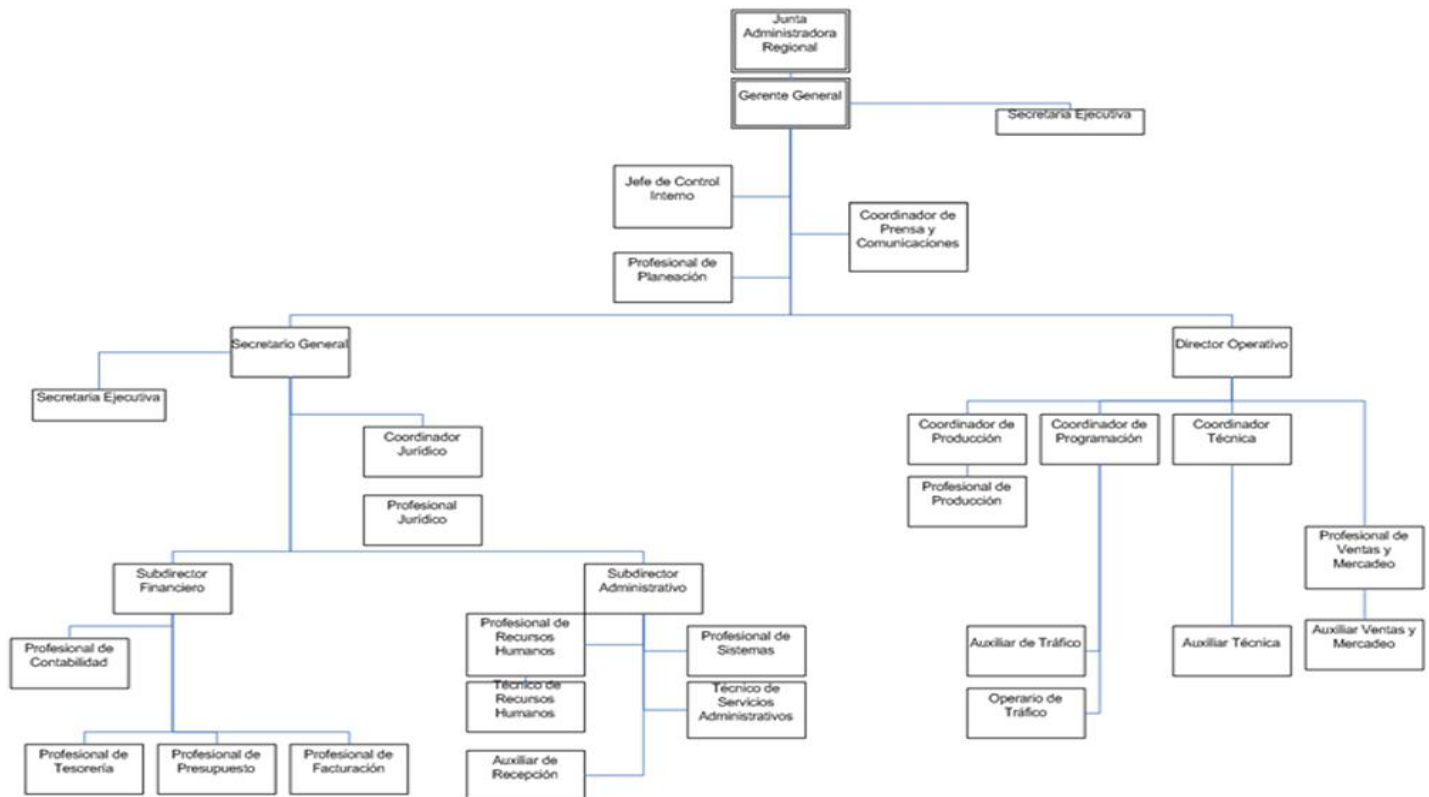 Junta
Administradora
Regional
Gerente General
Secretaria Ejecutiva
Jefe de Control
Interno
Coordinador de
Prensa y
Comunicaciones
Profesional de
Planeación
Secretario General
Director Operativo
Secretaria Ejecutiva
Coordinador
Jurídico
Profesional
Jurídico
Coordinador de
Producción
Coordinador de
Programación
Coordinador
Técnica
Profesional de
Producción
Profesional de
Ventas y
Mercadeo
Subdirector
Financiero
Subdirector
Administrativo
Profesional de
Contabilidad
Profesional de
Recursos
Humanos
Profesional de
Sistemas
Técnico de
Recursos
Humanos
Técnico de
Servicios
Administrativos
Auxiliar de Tráfico
Auxiliar Técnica
Auxiliar Ventas y
Mercadeo
Operario de
Tráfico
Profesional de
Tesorería
Profesional de
Presupuesto
Profesional de
Facturación
Auxiliar de
Recepción